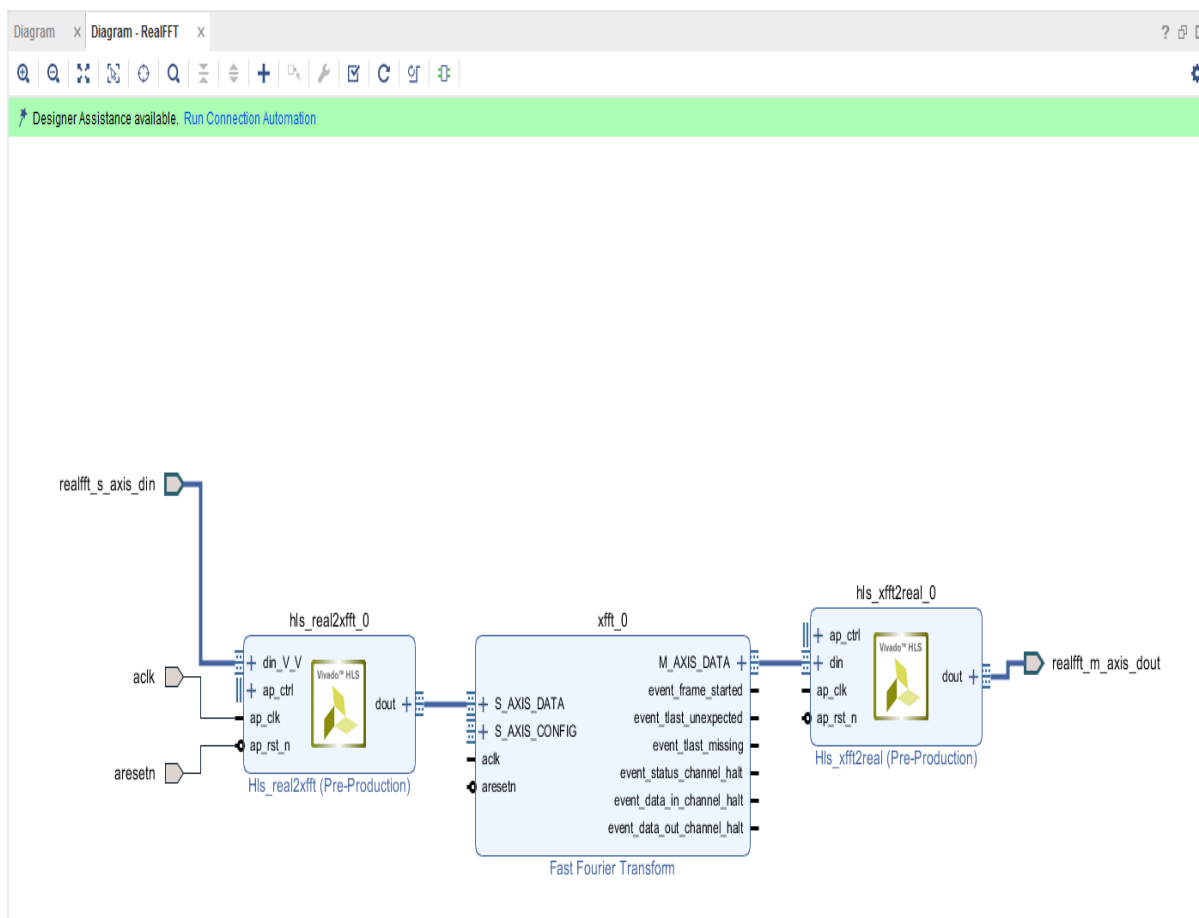 Diagram × Diagram - RealFFT ×
?
Designer Assistance available. Run Connection Automation
realfft_s_axis_din
aclk
aresetn
hls_real2xfft_0
din_V_V
ap_ctrl
ap_clk
ap_rst_n
Vivado™ HLS
dout
Hls_real2xfft (Pre-Production)
xfft_0
S_AXIS_DATA
S_AXIS_CONFIG
aclk
aresetn
M_AXIS_DATA
event_frame_started
event_tlast_unexpected
event_tlast_missing
event_status_channel_halt
event_data_in_channel_halt
event_data_out_channel_halt
Fast Fourier Transform
hls_xfft2real_0
ap_ctrl
din
ap_clk
ap_rst_n
Vivado™ HLS
dout
Hls_xfft2real (Pre-Production)
realfft_m_axis_dout